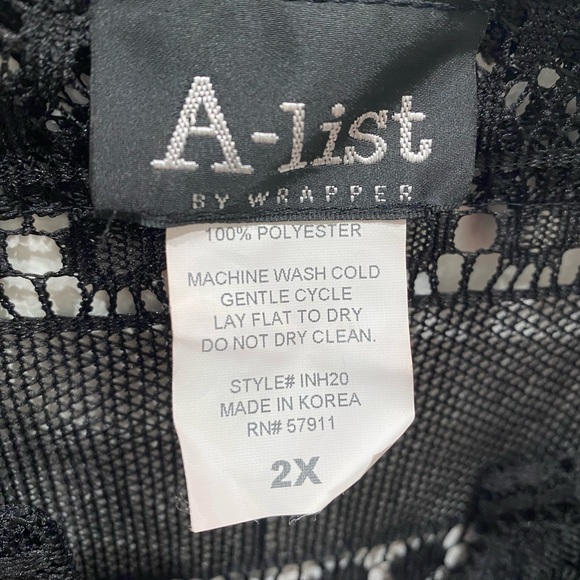 A-list
BY WRAPPER
100% POLYESTER
MACHINE WASH COLD
GENTLE CYCLE
LAY FLAT TO DRY
DO NOT DRY CLEAN.
STYLE# INH20
MADE IN KOREA
RN# 57911
2X